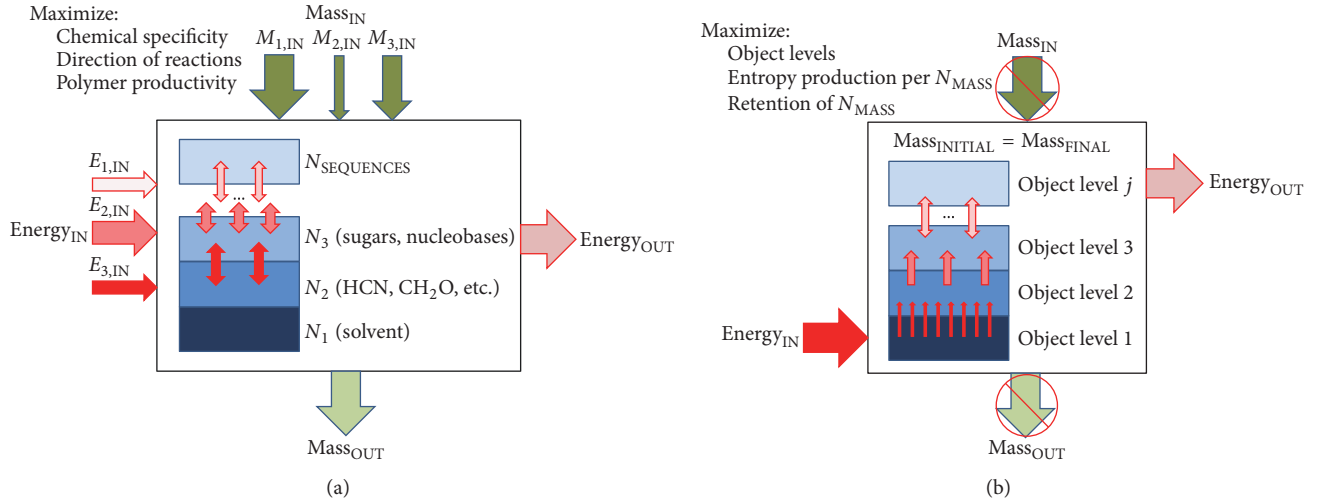 Maximize:
Chemical specificity
Direction of reactions
Polymer productivity
Mass_IN
M_1,IN M_2,IN M_3,IN
E_1,IN
E_2,IN
Energy_IN
E_3,IN
N_SEQUENCES
...
N_3 (sugars, nucleobases)
N_2 (HCN, CH_2O, etc.)
N_1 (solvent)
Energy_OUT
Mass_OUT
(a)
Maximize:
Object levels
Entropy production per N_MASS
Retention of N_MASS
Mass_IN
Mass_INITIAL = Mass_FINAL
Object level j
...
Object level 3
Object level 2
Object level 1
Energy_IN
Energy_OUT
Mass_OUT
(b)